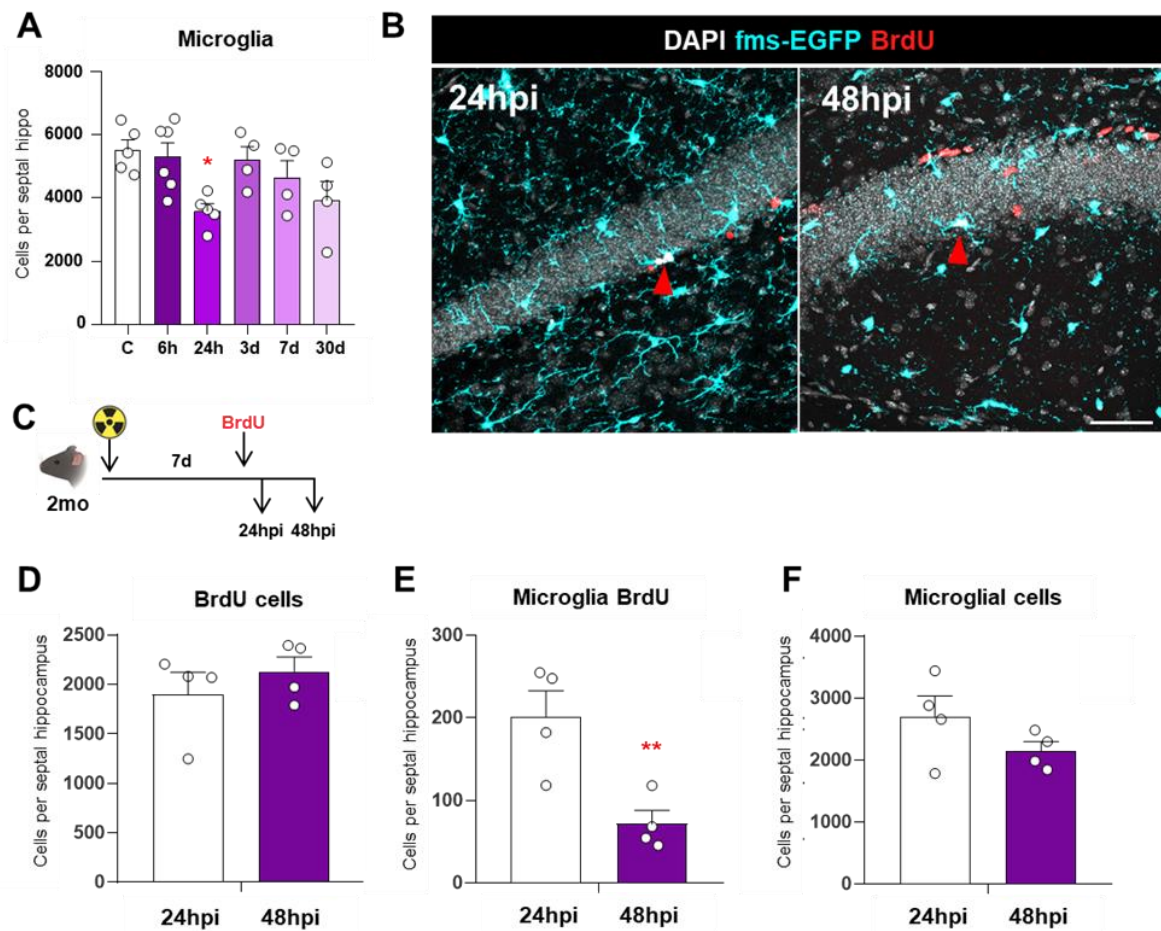 A
Microglia
Cells per septal hippo
8000
6000
4000
2000
0
*
C 6h 24h 3d 7d 30d
B
DAPI fms-EGFP BrdU
24hpi
48hpi
C
BrdU
7d
2mo
24hpi 48hpi
D
BrdU cells
Cells per septal hippocampus
2500
2000
1500
1000
500
0
24hpi 48hpi
E
Microglia BrdU
Cells per septal hippocampus
300
200
100
0
**
24hpi 48hpi
F
Microglial cells
Cells per septal hippocampus
4000
3000
2000
1000
0
24hpi 48hpi